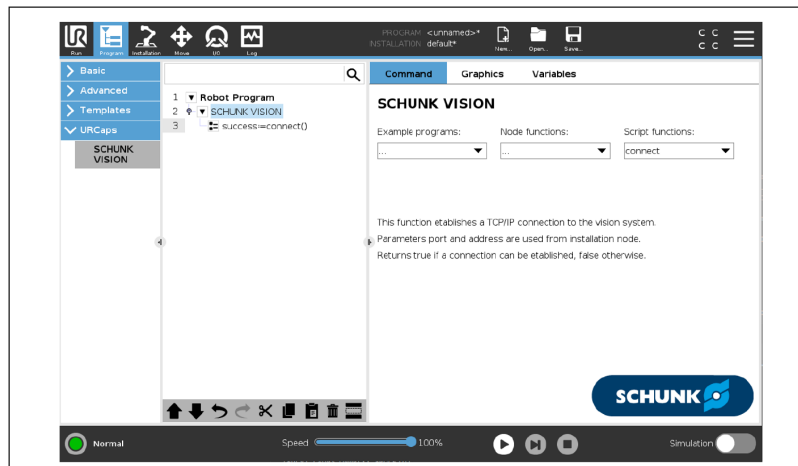 PROGRAM <unnamed>*
INSTALLATION default*
Run Program Installation Move I/O Log New... Open... Save...
C C
C C
Basic
Advanced
Templates
URCaps
SCHUNK
VISION
1 Robot Program
2 SCHUNK VISION
3 success:=connect()
Command Graphics Variables
SCHUNK VISION
Example programs: Node functions: Script functions:
... ... connect
This function etablishes a TCP/IP connection to the vision system.
Parameters port and address are used from installation node.
Returns true if a connection can be etablished, false otherwise.
SCHUNK
Normal Speed 100% Simulation